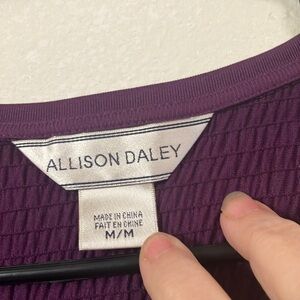 ALLISON DALEY
MADE IN CHINA
FAIT EN CHINE
M/M